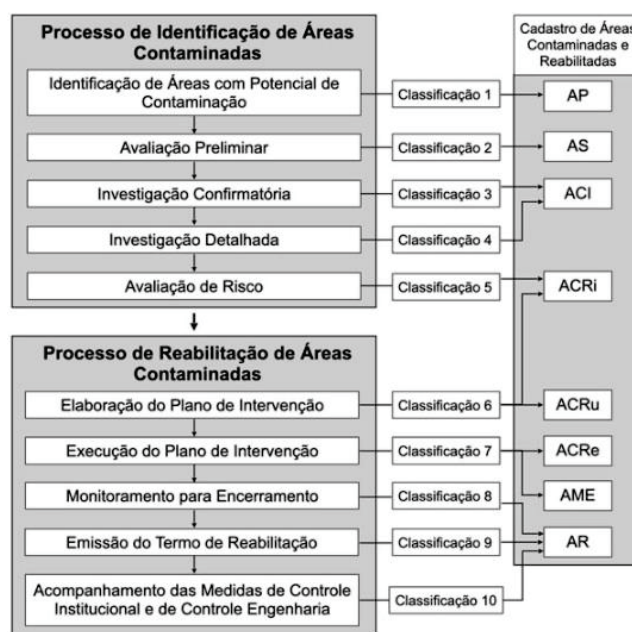 Processo de Identificação de Áreas
Contaminadas
Identificação de Áreas com Potencial de
Contaminação
Avaliação Preliminar
Investigação Confirmatória
Investigação Detalhada
Avaliação de Risco
Classificação 1
Classificação 2
Classificação 3
Classificação 4
Classificação 5
Processo de Reabilitação de Áreas
Contaminadas
Elaboração do Plano de Intervenção
Execução do Plano de Intervenção
Monitoramento para Encerramento
Emissão do Termo de Reabilitação
Acompanhamento das Medidas de Controle
Institucional e de Controle Engenharia
Classificação 6
Classificação 7
Classificação 8
Classificação 9
Classificação 10
Cadastro de Áreas
Contaminadas e
Reabilitadas
AP
AS
ACI
ACRi
ACRu
ACRe
AME
AR